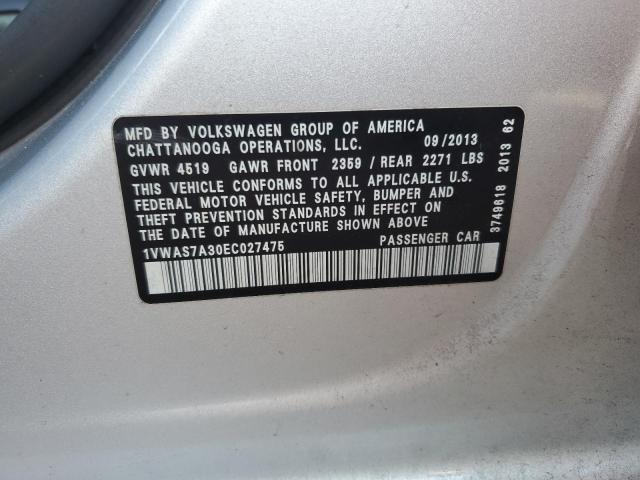 MFD BY VOLKSWAGEN GROUP OF AMERICA
CHATTANOOGA OPERATIONS, LLC. 09/2013
GVWR 4519 GAWR FRONT 2359 / REAR 2271 LBS
THIS VEHICLE CONFORMS TO ALL APPLICABLE U.S.
FEDERAL MOTOR VEHICLE SAFETY, BUMPER AND
THEFT PREVENTION STANDARDS IN EFFECT ON
THE DATE OF MANUFACTURE SHOWN ABOVE
1VWAS7A30EC027475 PASSENGER CAR
3749618 2013 62